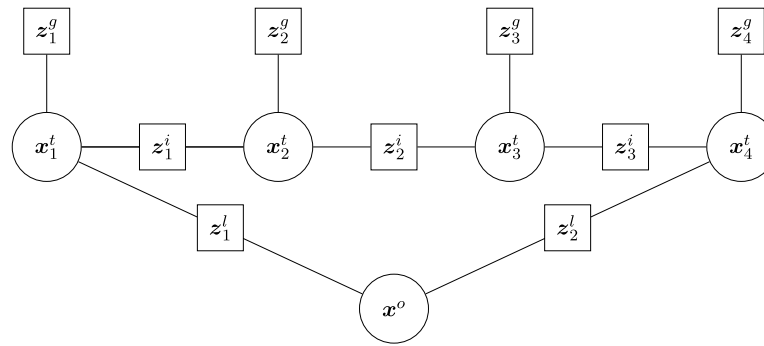 z_1^g z_2^g z_3^g z_4^g
x_1^t z_1^i x_2^t z_2^i x_3^t z_3^i x_4^t
z_1^l z_2^l
x^o